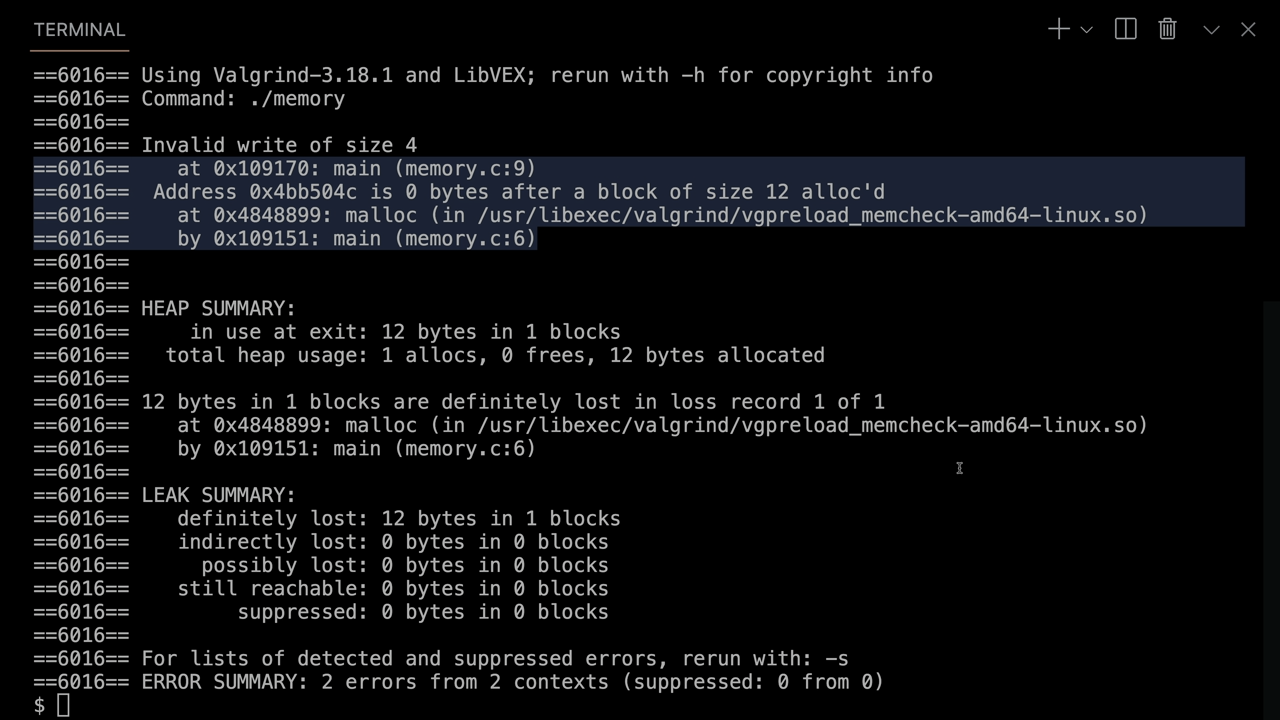 TERMINAL
==6016== Using Valgrind-3.18.1 and LibVEX; rerun with -h for copyright info
==6016== Command: ./memory
==6016==
==6016== Invalid write of size 4
==6016==    at 0x109170: main (memory.c:9)
==6016==  Address 0x4bb504c is 0 bytes after a block of size 12 alloc'd
==6016==    at 0x4848899: malloc (in /usr/libexec/valgrind/vgpreload_memcheck-amd64-linux.so)
==6016==    by 0x109151: main (memory.c:6)
==6016==
==6016==
==6016== HEAP SUMMARY:
==6016==     in use at exit: 12 bytes in 1 blocks
==6016==   total heap usage: 1 allocs, 0 frees, 12 bytes allocated
==6016==
==6016== 12 bytes in 1 blocks are definitely lost in loss record 1 of 1
==6016==    at 0x4848899: malloc (in /usr/libexec/valgrind/vgpreload_memcheck-amd64-linux.so)
==6016==    by 0x109151: main (memory.c:6)
==6016==
==6016== LEAK SUMMARY:
==6016==    definitely lost: 12 bytes in 1 blocks
==6016==    indirectly lost: 0 bytes in 0 blocks
==6016==      possibly lost: 0 bytes in 0 blocks
==6016==    still reachable: 0 bytes in 0 blocks
==6016==         suppressed: 0 bytes in 0 blocks
==6016==
==6016== For lists of detected and suppressed errors, rerun with: -s
==6016== ERROR SUMMARY: 2 errors from 2 contexts (suppressed: 0 from 0)
$